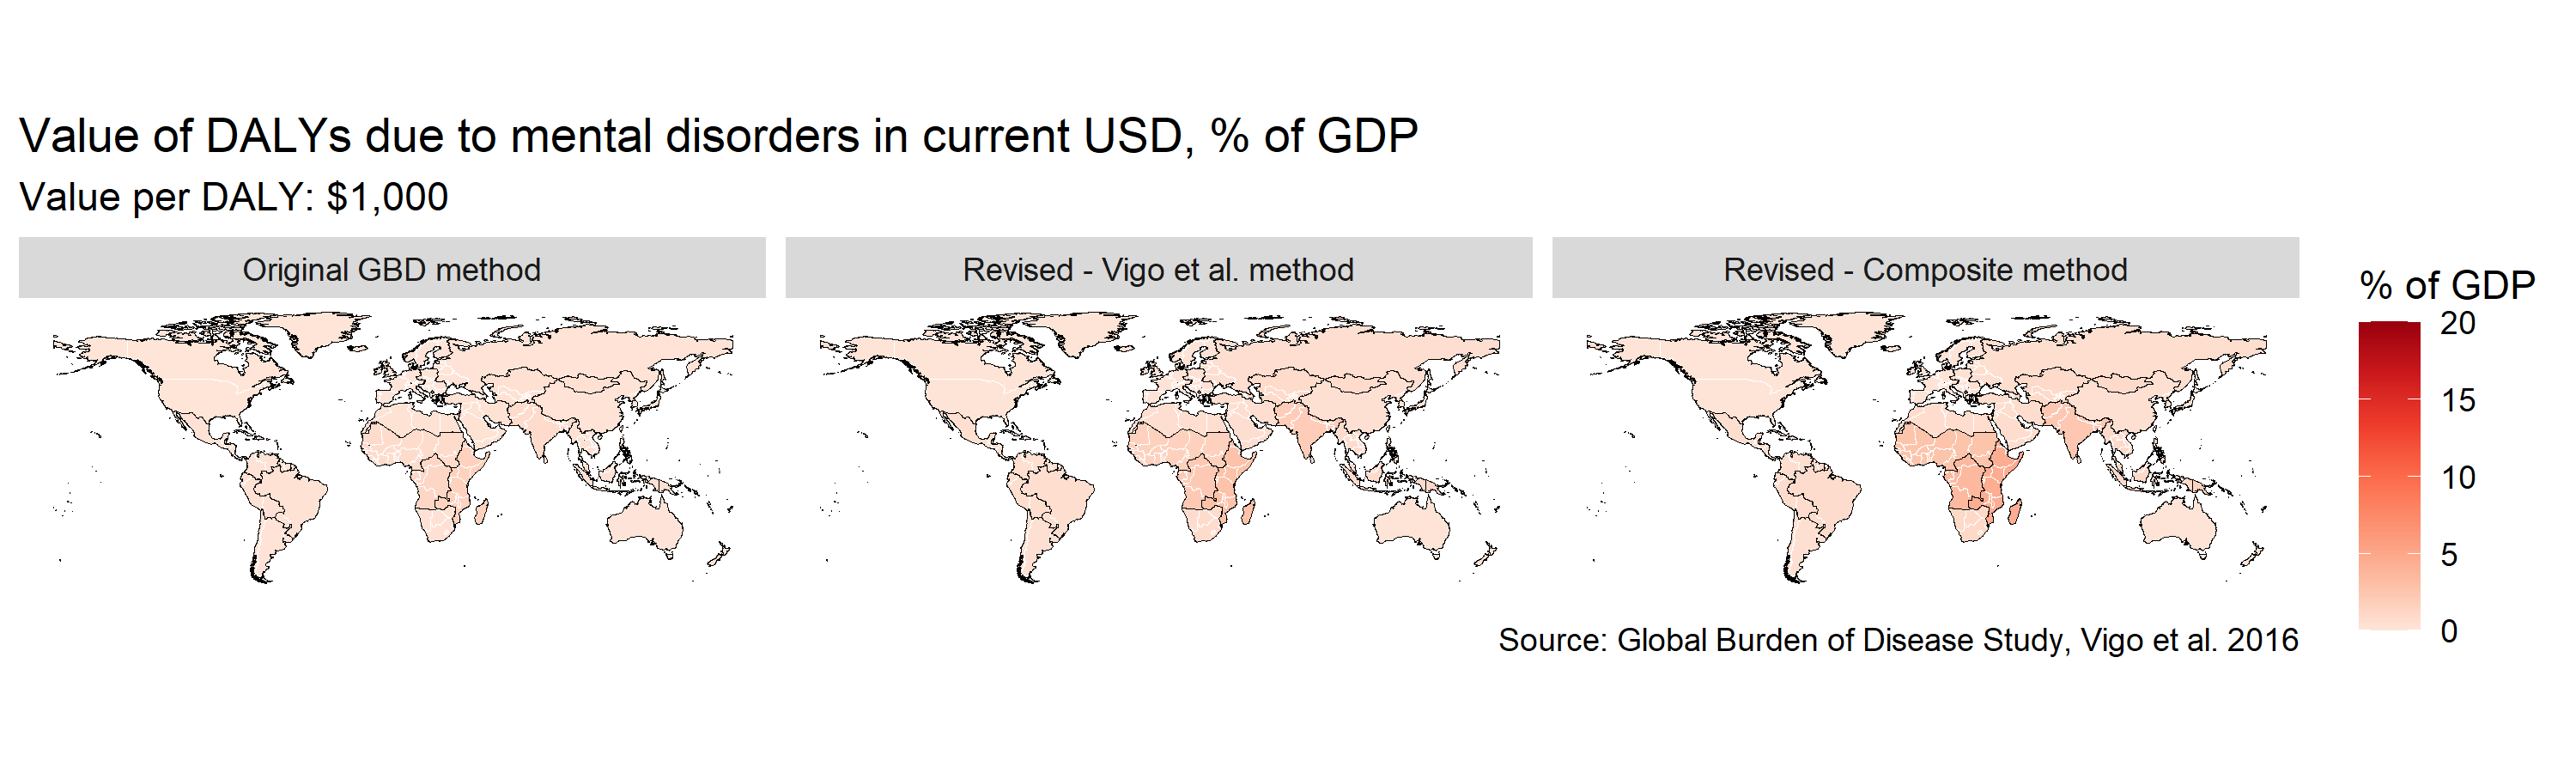 Value of DALYs due to mental disorders in current USD, % of GDP
Value per DALY: $1,000
Original GBD method
Revised - Vigo et al. method
Revised - Composite method
% of GDP
20
15
10
5
0
Source: Global Burden of Disease Study, Vigo et al. 2016